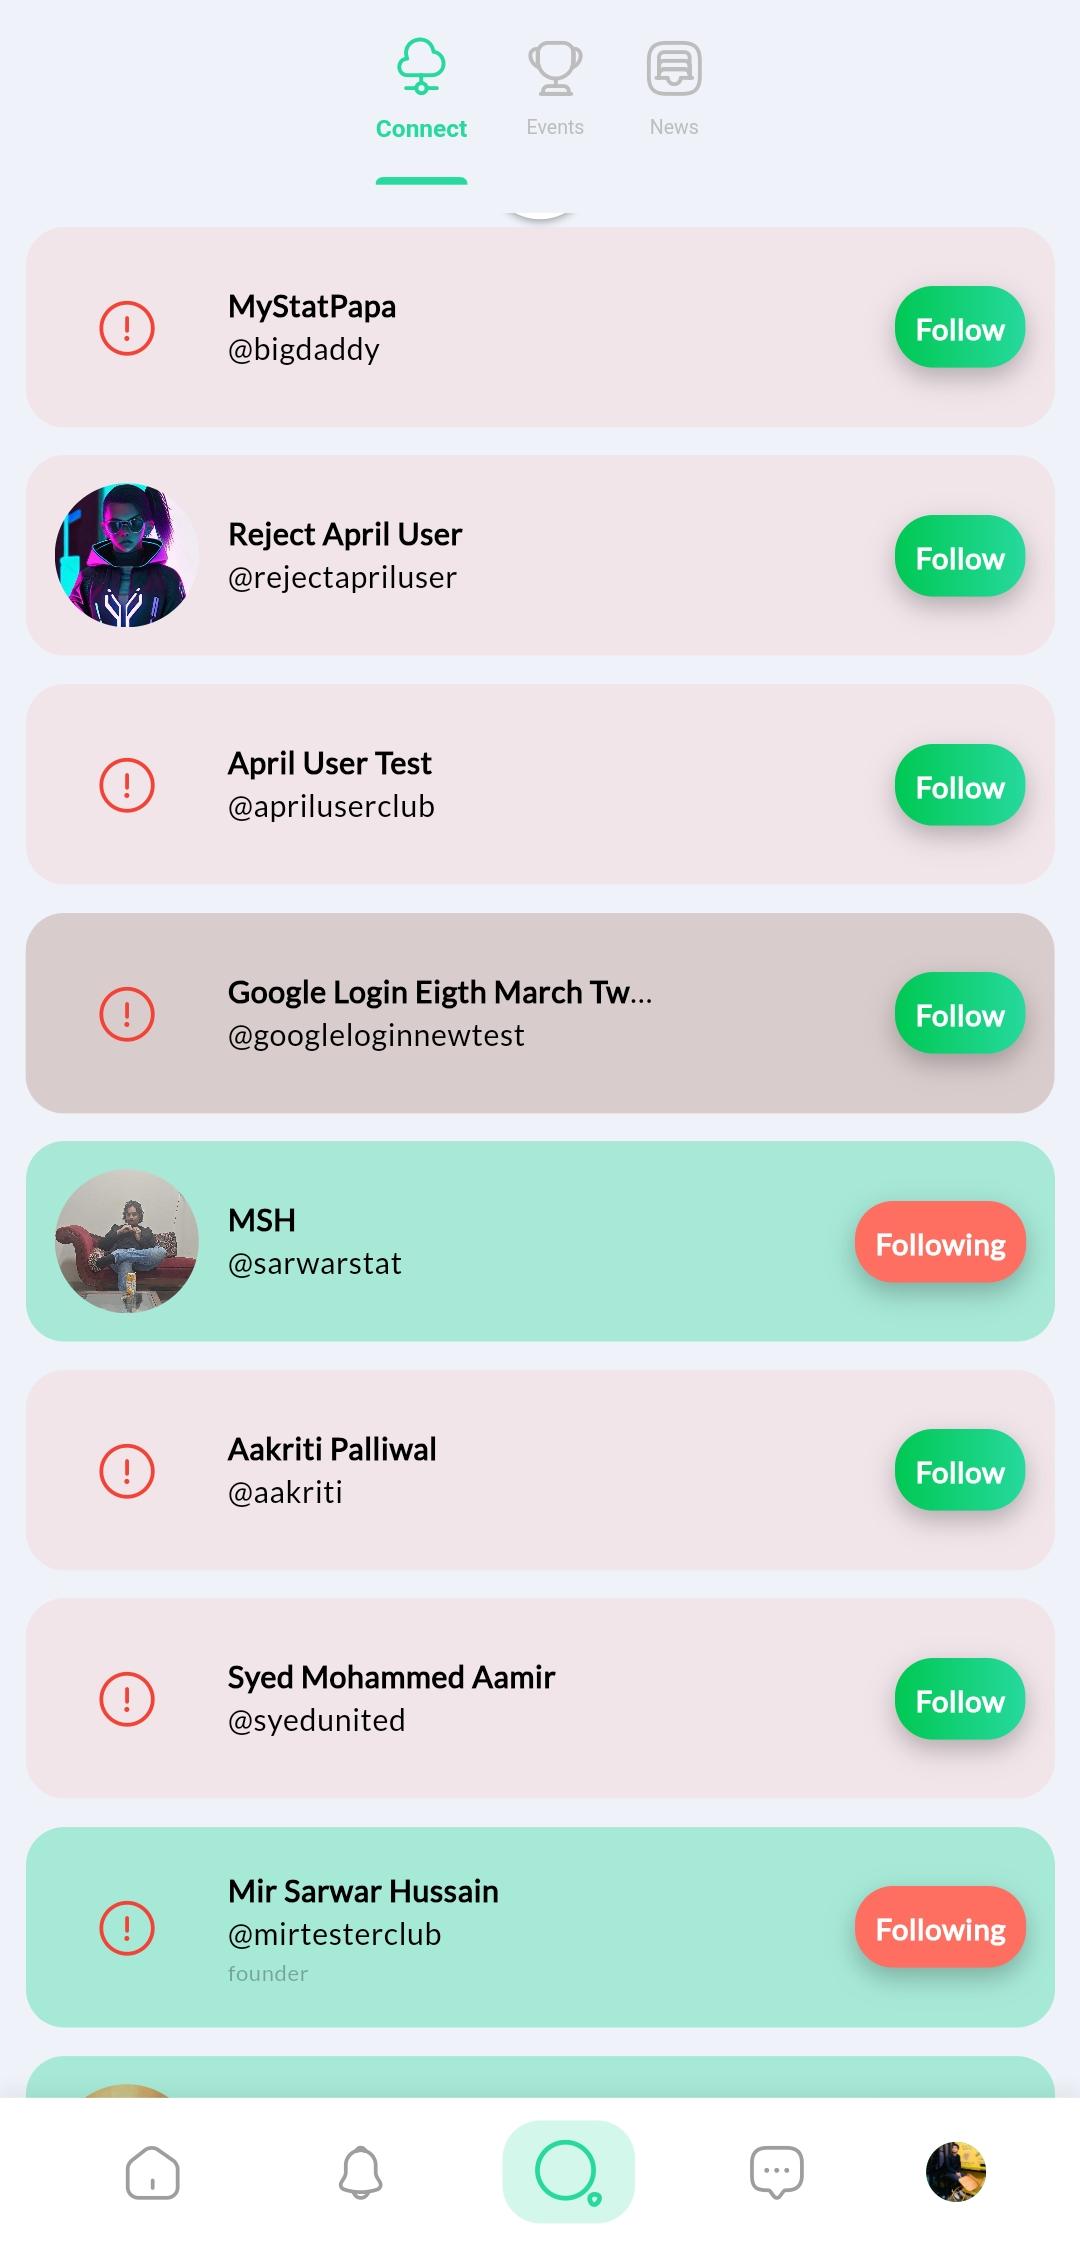 Connect
Events
News
MyStatPapa
@bigdaddy
Follow
Reject April User
@rejectapriluser
Follow
April User Test
@apriluserclub
Follow
Google Login Eigth March Tw...
@googleloginnewtest
Follow
MSH
@sarwarstat
Following
Aakriti Palliwal
@aakriti
Follow
Syed Mohammed Aamir
@syedunited
Follow
Mir Sarwar Hussain
@mirtesterclub
founder
Following